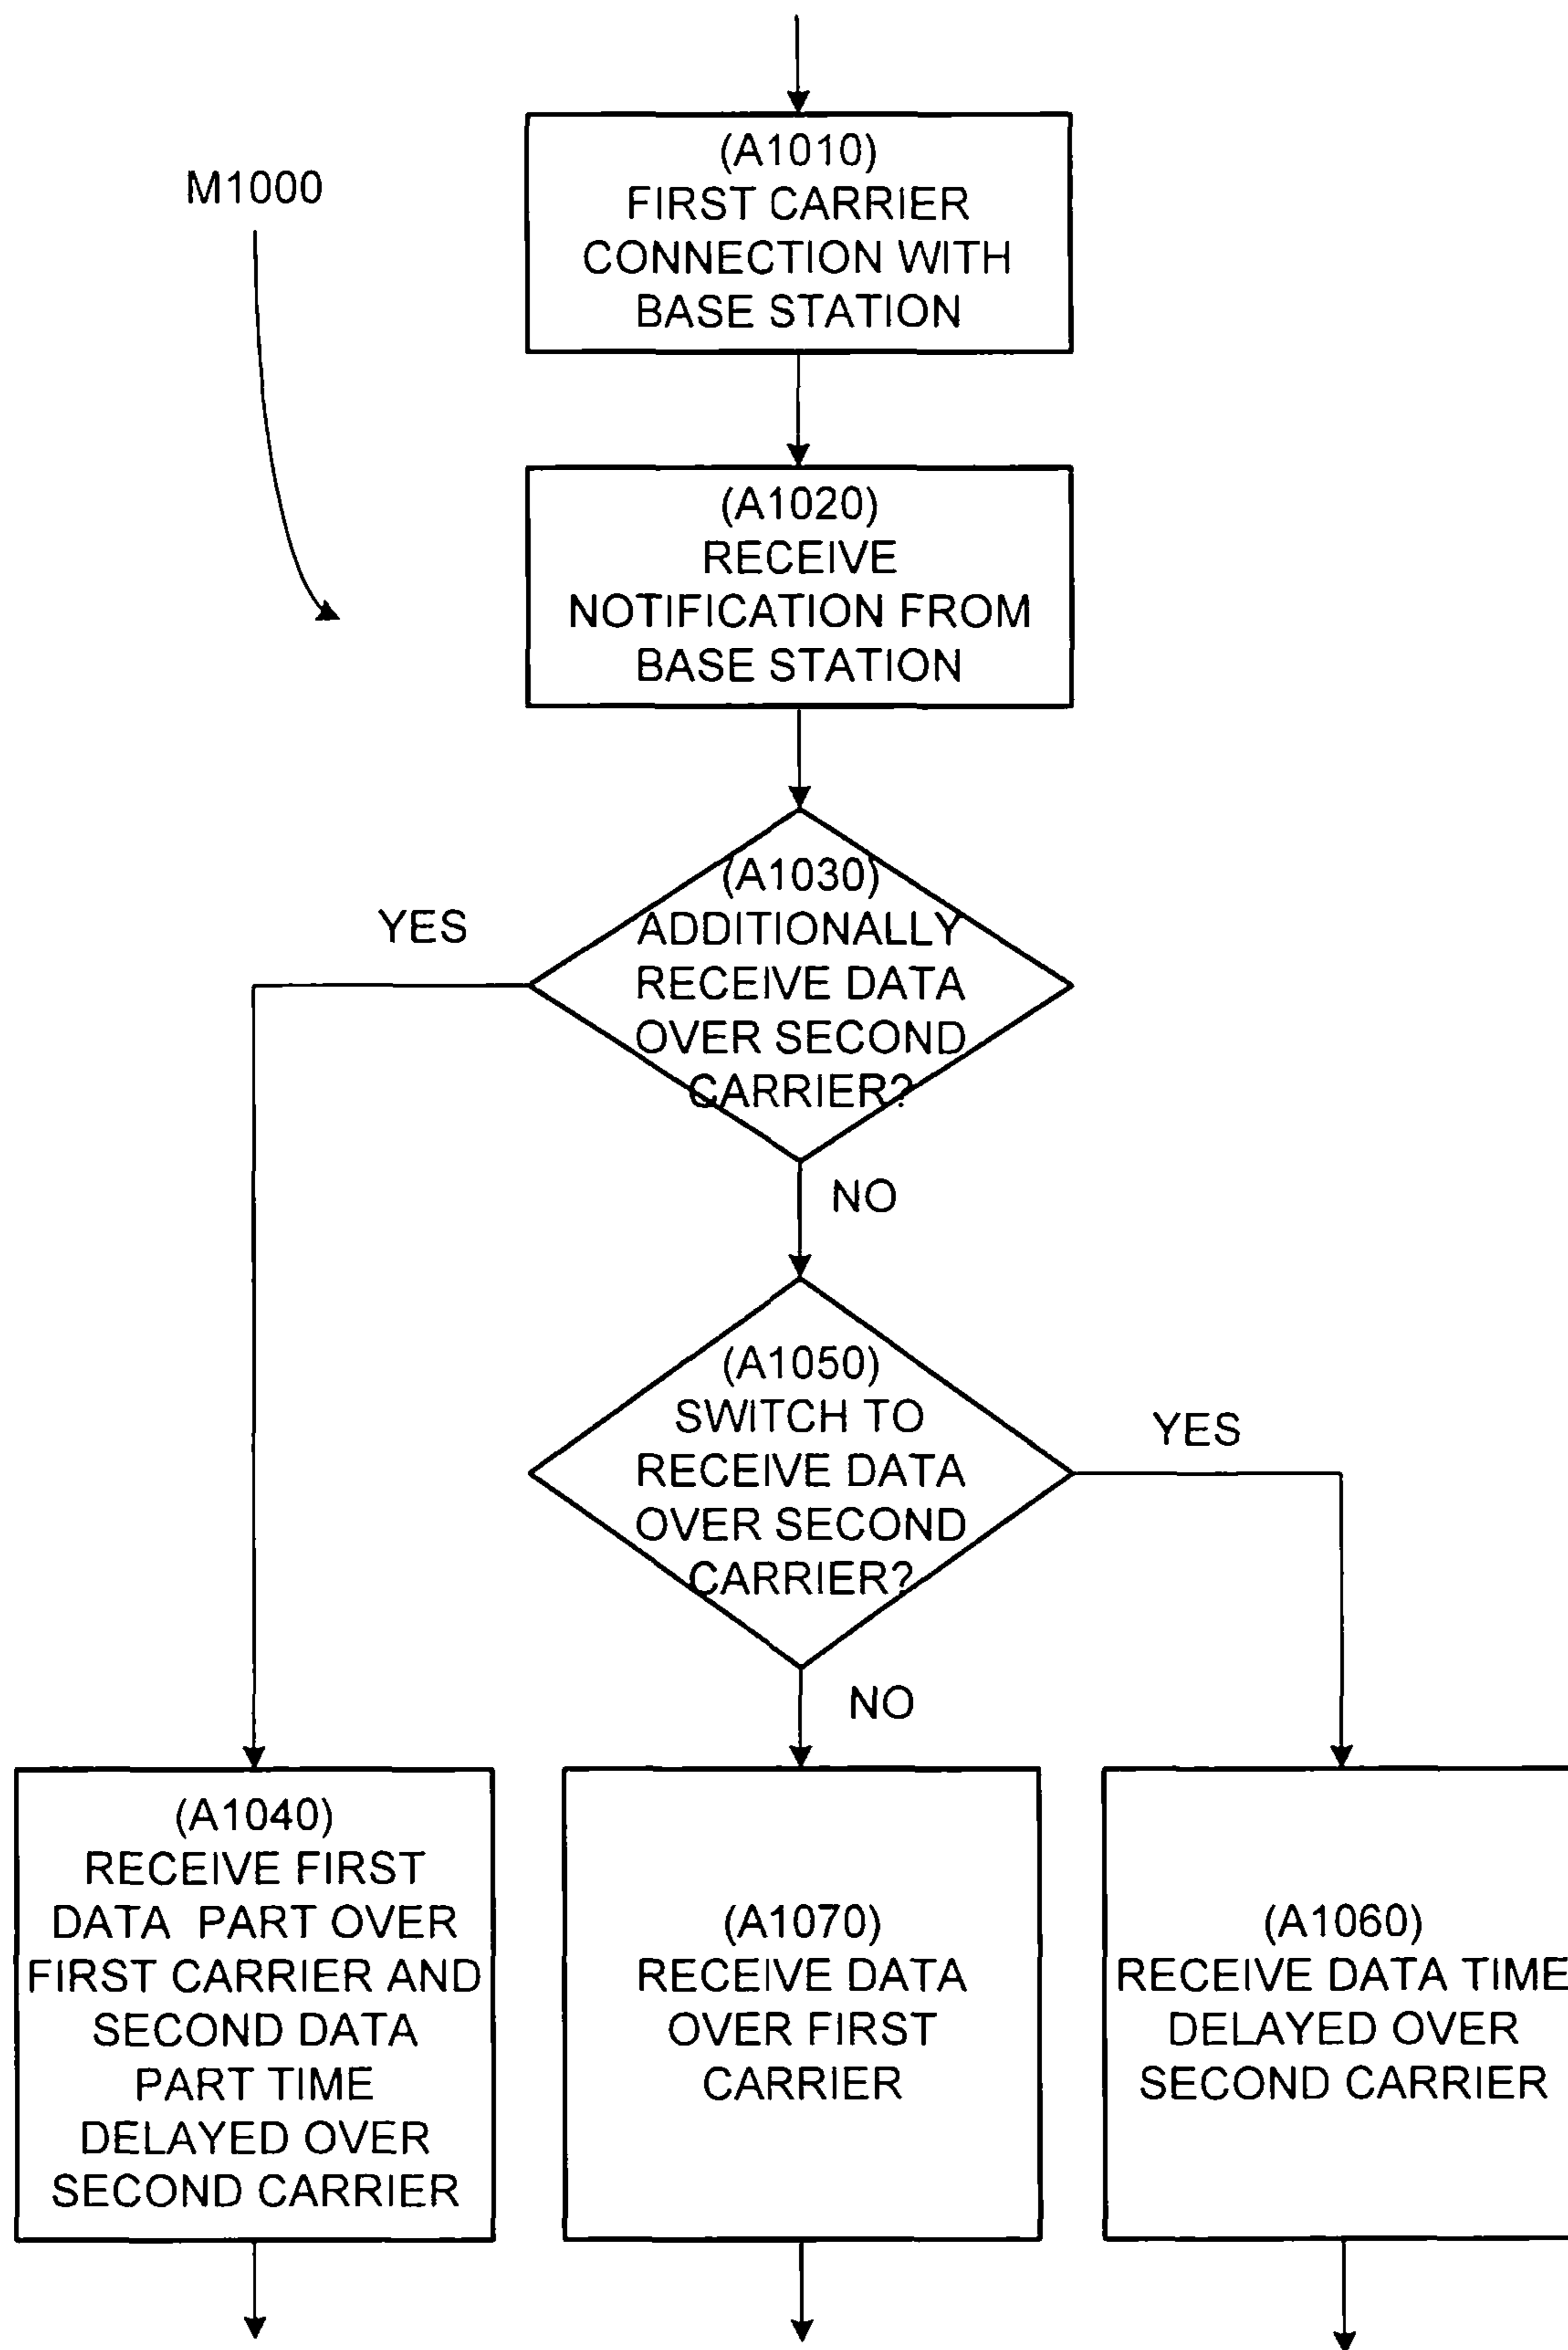 M1000
(A1010)
FIRST CARRIER
CONNECTION WITH
BASE STATION
(A1020)
RECEIVE
NOTIFICATION FROM
BASE STATION
(A1030)
ADDITIONALLY
RECEIVE DATA
OVER SECOND
CARRIER?
YES
NO
(A1050)
SWITCH TO
RECEIVE DATA
OVER SECOND
CARRIER?
YES
NO
(A1040)
RECEIVE FIRST
DATA PART OVER
FIRST CARRIER AND
SECOND DATA
PART TIME
DELAYED OVER
SECOND CARRIER
(A1070)
RECEIVE DATA
OVER FIRST
CARRIER
(A1060)
RECEIVE DATA TIME
DELAYED OVER
SECOND CARRIER